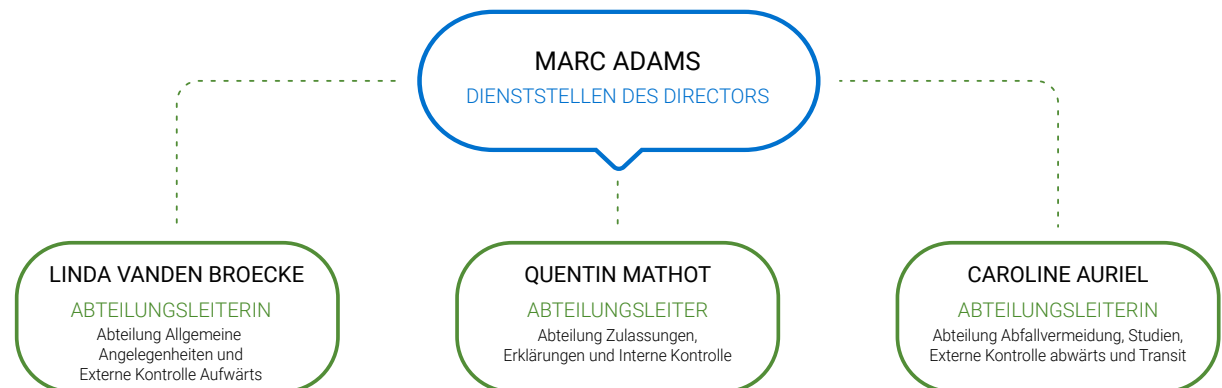 MARC ADAMS
DIENSTSTELLEN DES DIRECTORS
LINDA VANDEN BROECKE
ABTEILUNGSLEITERIN
Abteilung Allgemeine
Angelegenheiten und
Externe Kontrolle Aufwärts
QUENTIN MATHOT
ABTEILUNGSLEITER
Abteilung Zulassungen,
Erklärungen und Interne Kontrolle
CAROLINE AURIEL
ABTEILUNGSLEITERIN
Abteilung Abfallvermeidung, Studien,
Externe Kontrolle abwärts und Transit